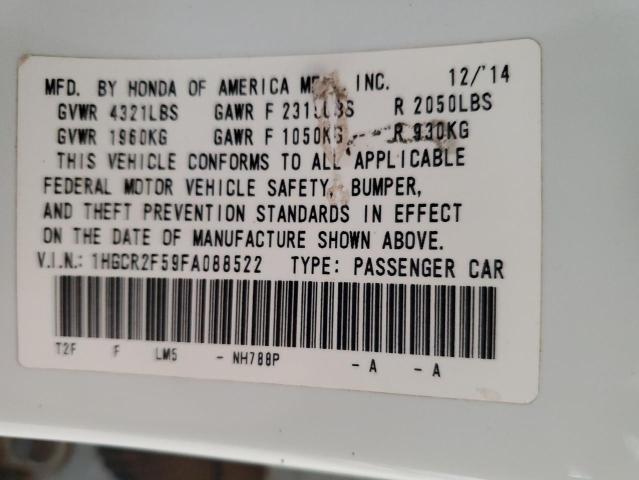 MFD. BY HONDA OF AMERICA INC. 12/'14
GVWR 4321LBS GAWR F R 2050LBS
GVWR 1960KG GAWR F 1050KG R 930KG
THIS VEHICLE CONFORMS TO ALL APPLICABLE
FEDERAL MOTOR VEHICLE SAFETY, BUMPER,
AND THEFT PREVENTION STANDARDS IN EFFECT
ON THE DATE OF MANUFACTURE SHOWN ABOVE.
V.I.N.: 1HGCR2F59FA088522 TYPE: PASSENGER CAR
T2F F LM5 - NH788P - A - A